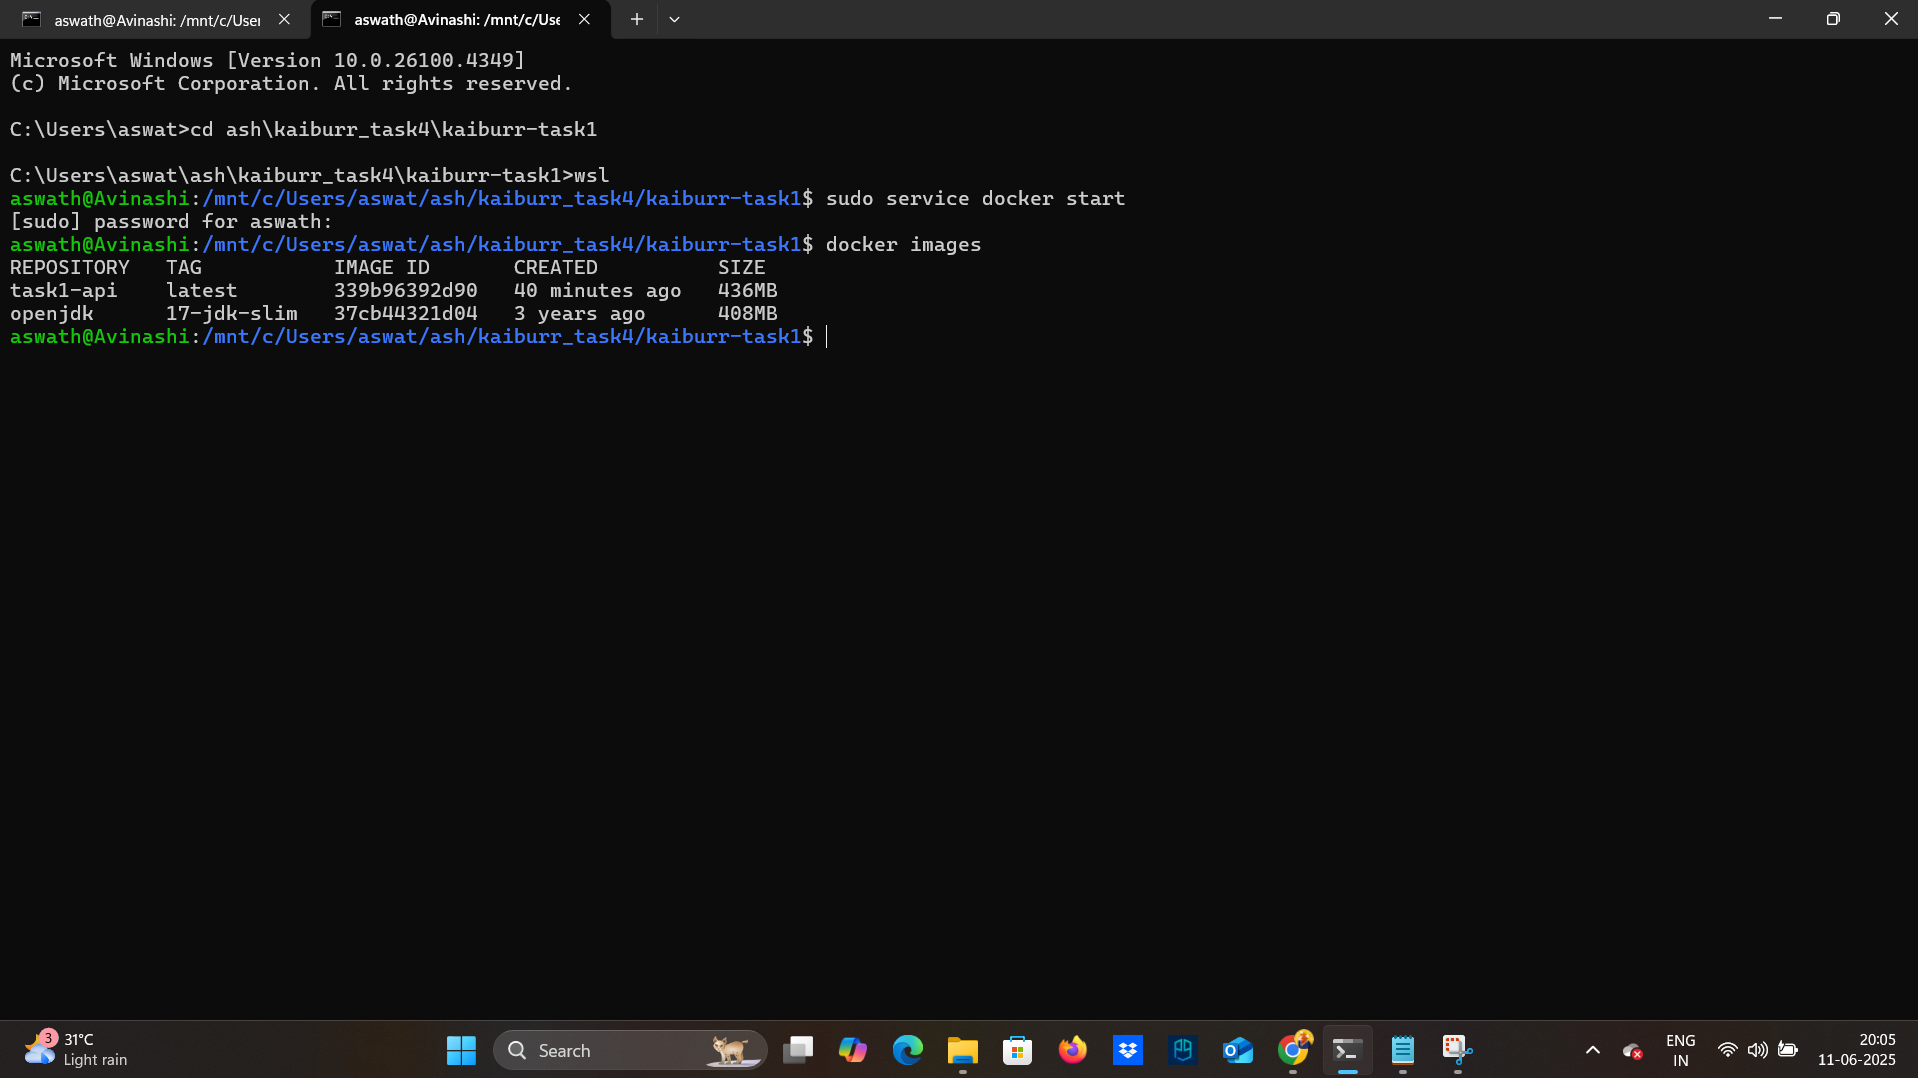 aswath@Avinashi: /mnt/c/User
aswath@Avinashi: /mnt/c/Use
Microsoft Windows [Version 10.0.26100.4349]
(c) Microsoft Corporation. All rights reserved.
C:\Users\aswat>cd ash\kaiburr_task4\kaiburr-task1
C:\Users\aswat\ash\kaiburr_task4\kaiburr-task1>wsl
aswath@Avinashi:/mnt/c/Users/aswat/ash/kaiburr_task4/kaiburr-task1$ sudo service docker start
[sudo] password for aswath:
aswath@Avinashi:/mnt/c/Users/aswat/ash/kaiburr_task4/kaiburr-task1$ docker images
REPOSITORY   TAG           IMAGE ID       CREATED          SIZE
task1-api    latest        339b96392d90   40 minutes ago   436MB
openjdk      17-jdk-slim   37cb44321d04   3 years ago      408MB
aswath@Avinashi:/mnt/c/Users/aswat/ash/kaiburr_task4/kaiburr-task1$
3
31°C
Light rain
Search
ENG
IN
20:05
11-06-2025